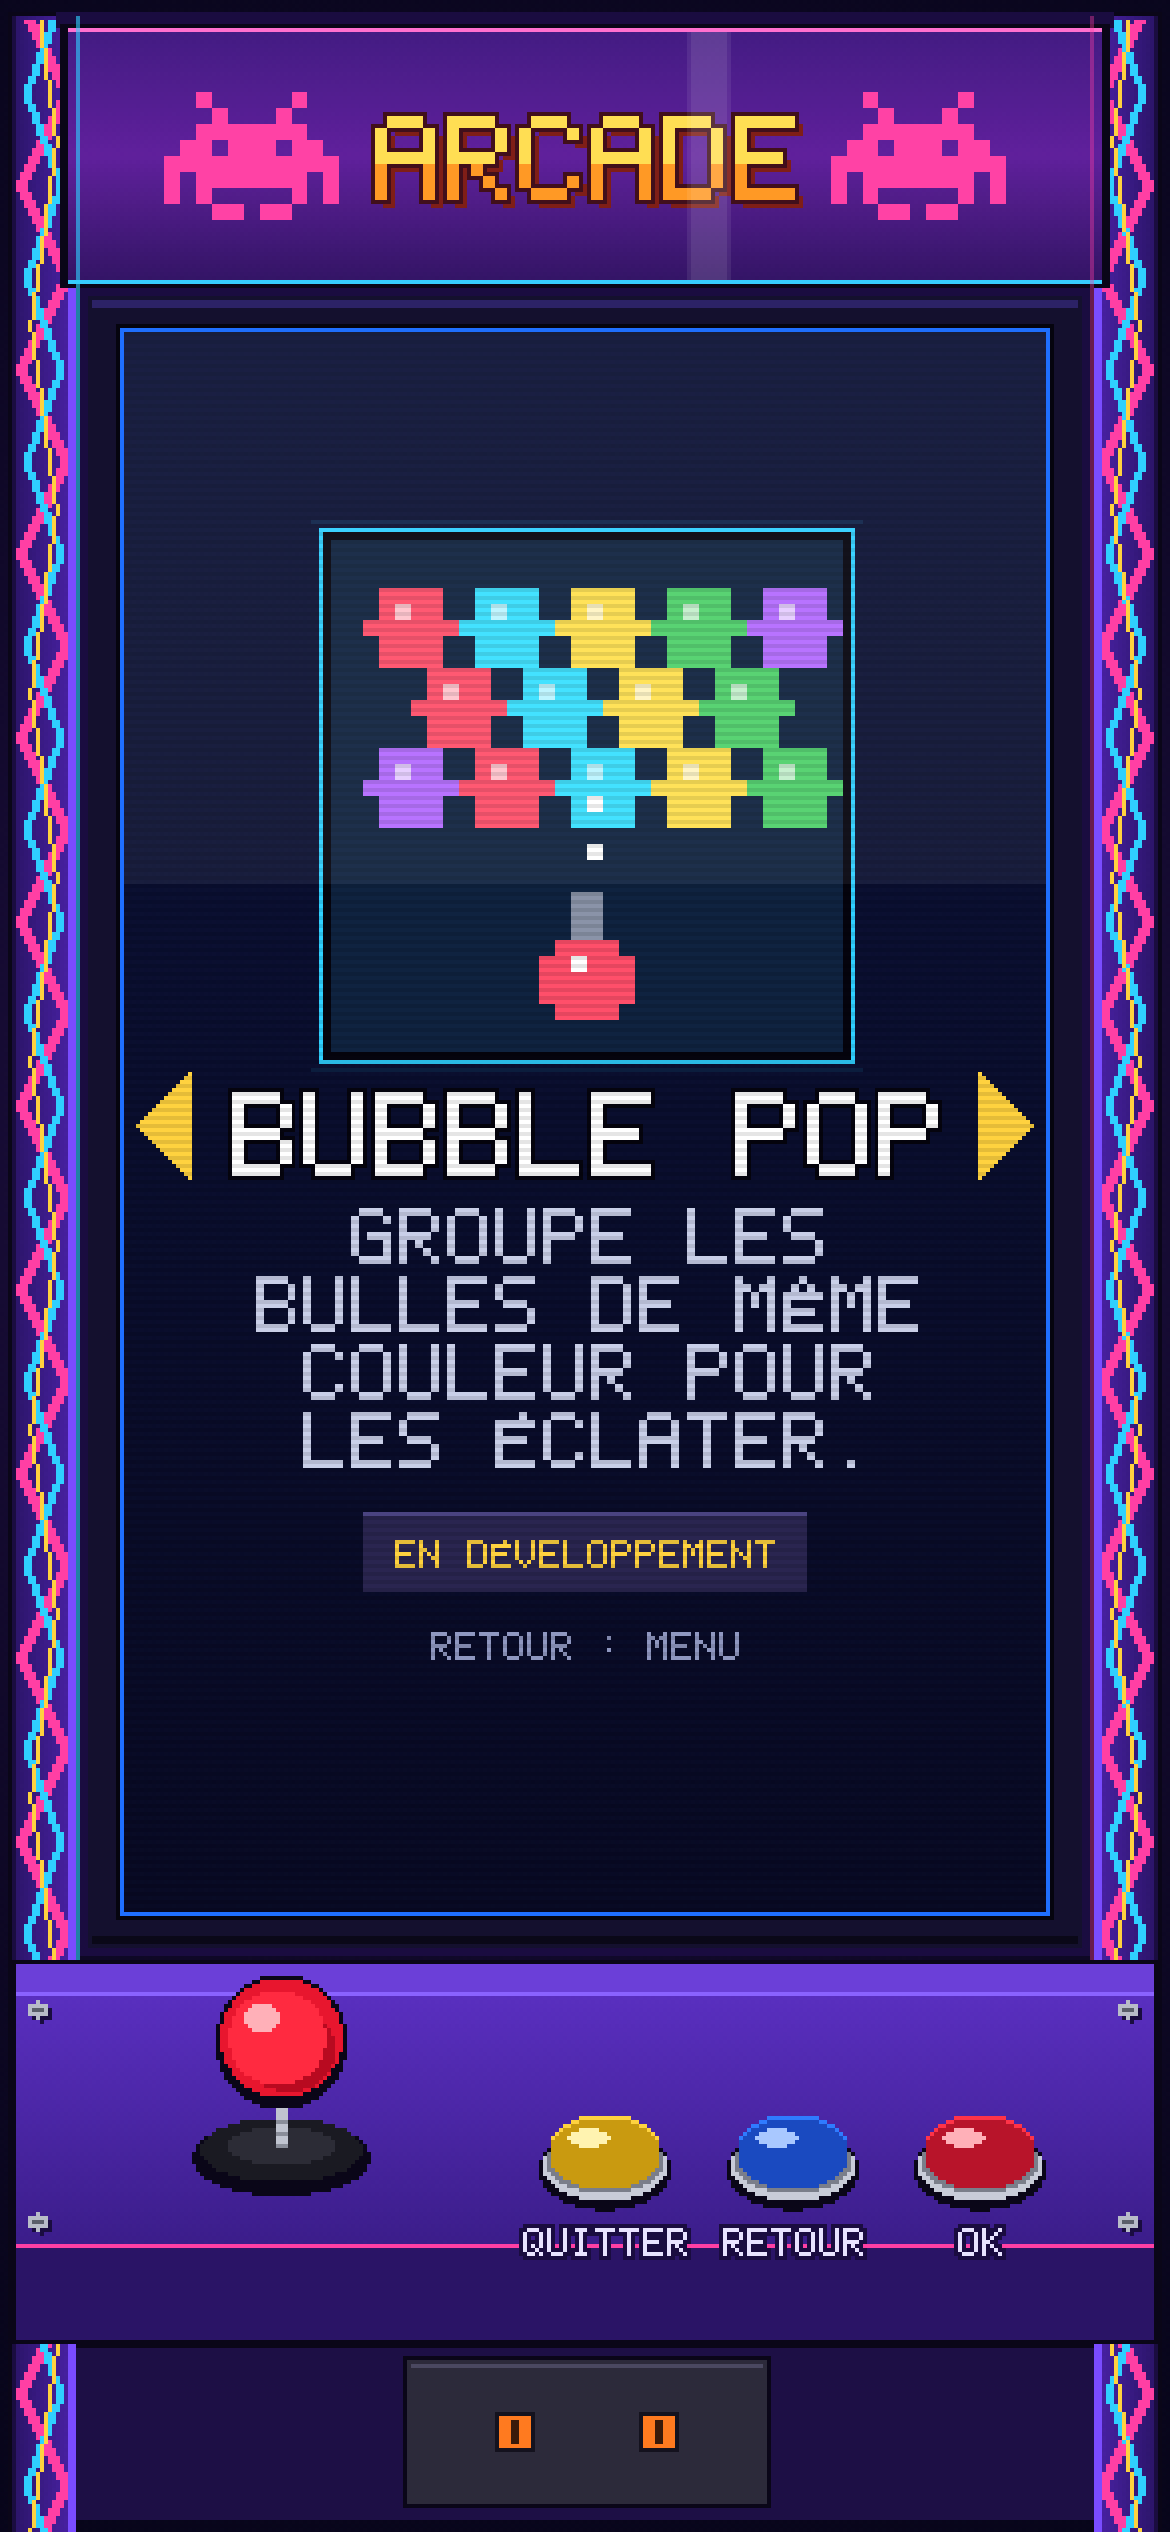 ARCADE
BUBBLE POP
GROUPE LES
BULLES DE MêME
COULEUR POUR
LES ÉCLATER.
EN DéVELOPPEMENT
RETOUR : MENU
QUITTER RETOUR OK